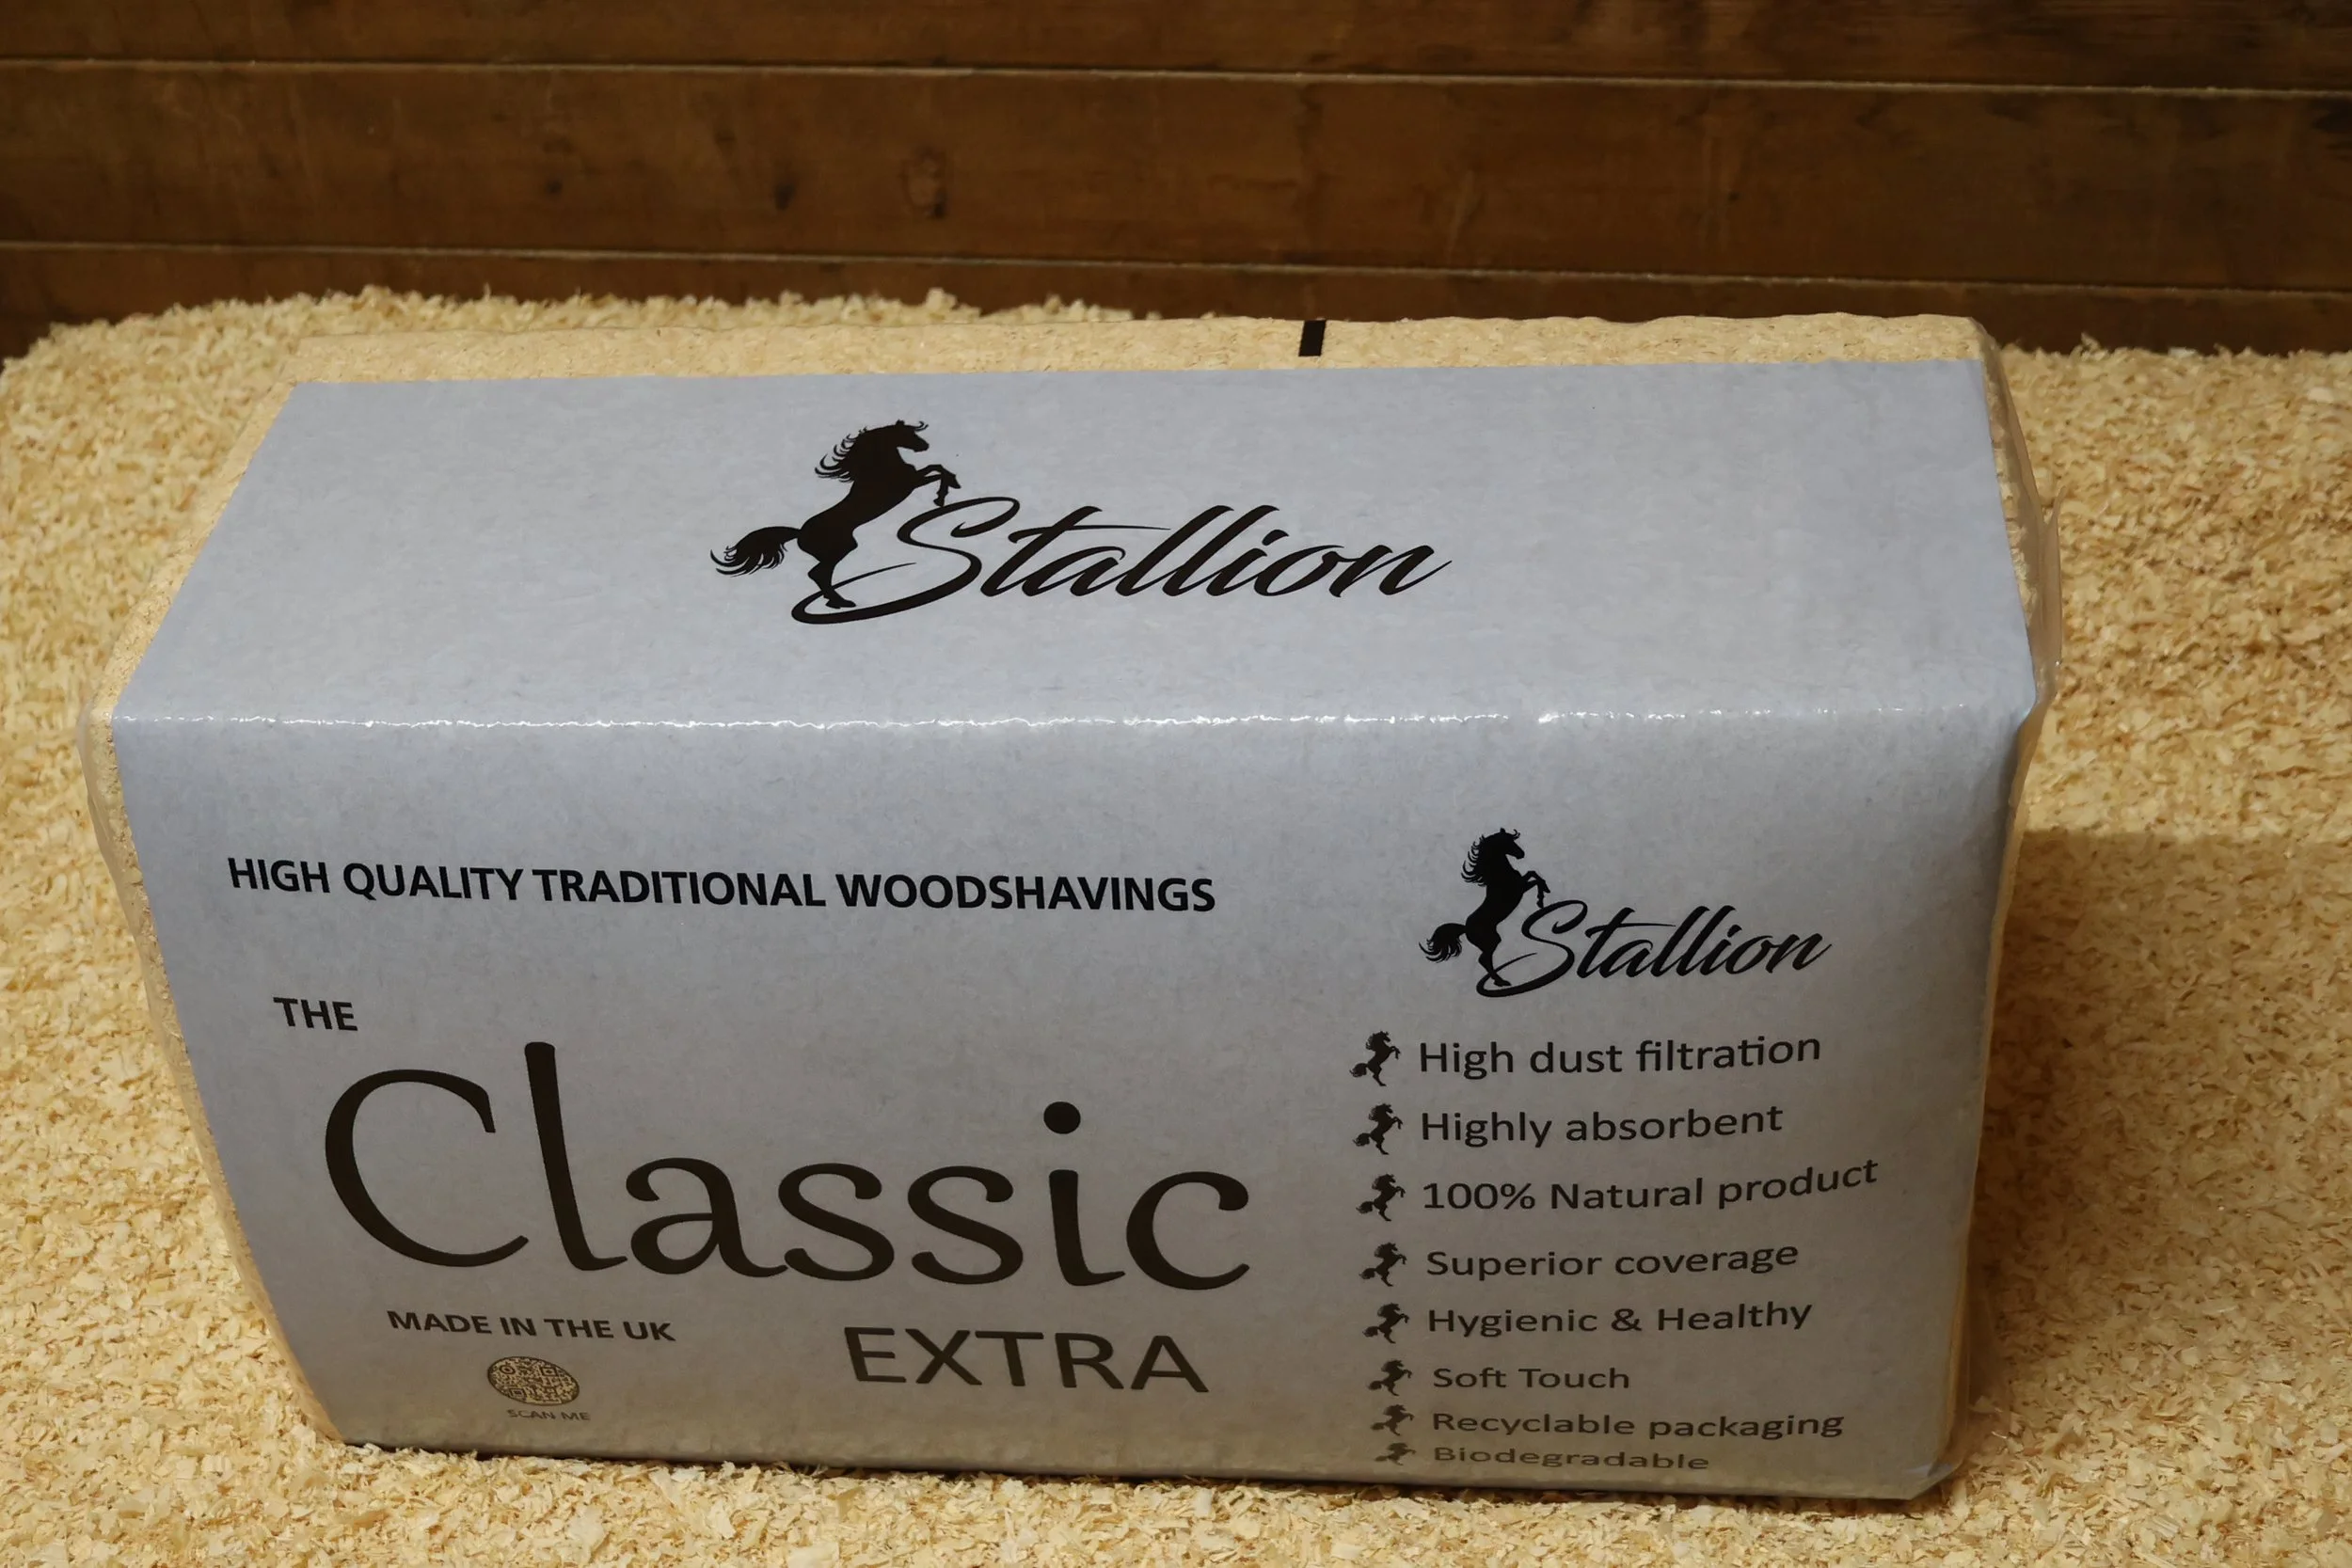 Stallion
HIGH QUALITY TRADITIONAL WOODSHAVINGS
THE
Classic
EXTRA
MADE IN THE UK
SCAN ME
Stallion
High dust filtration
Highly absorbent
100% Natural product
Superior coverage
Hygienic & Healthy
Soft Touch
Recyclable packaging
Biodegradable